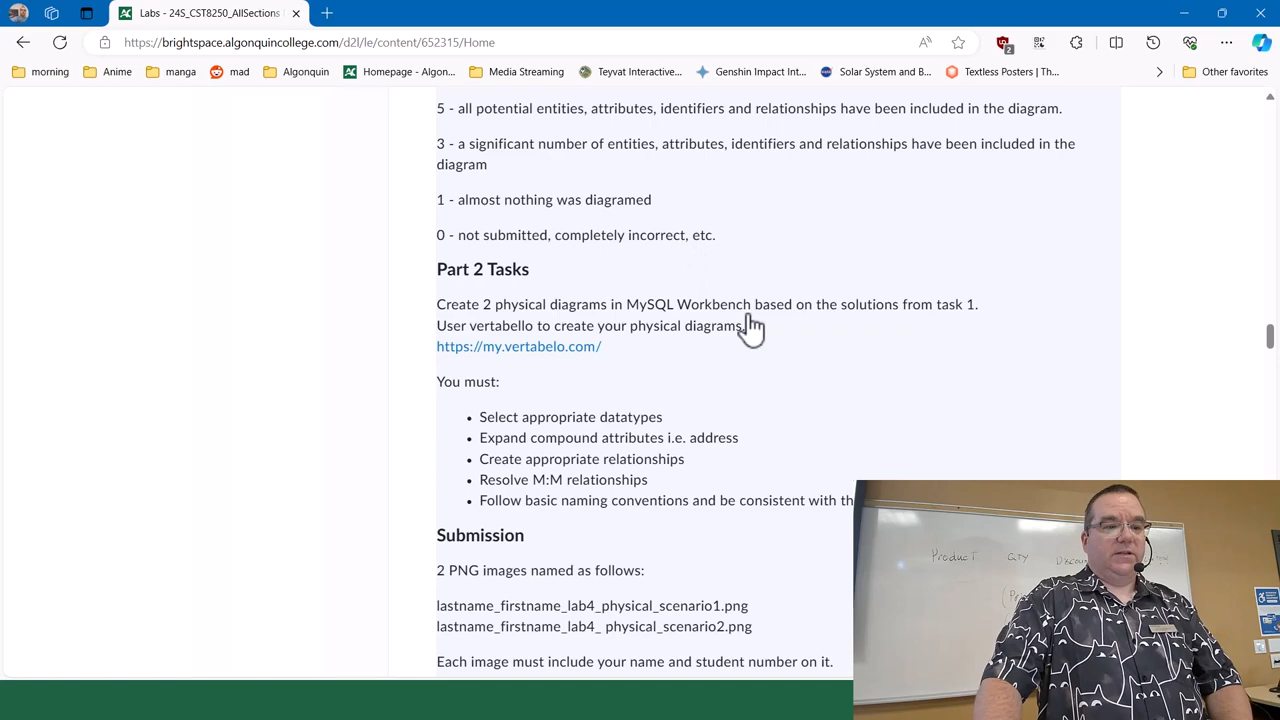 Labs - 24S_CST8250_AllSections
https://brightspace.algonquincollege.com/d2l/le/content/652315/Home
2
morning
Anime
manga
mad
Algonquin
Homepage - Algon...
Media Streaming
Teyvat Interactive...
Genshin Impact Int...
Solar System and B...
Textless Posters | Th...
Other favorites
5 - all potential entities, attributes, identifiers and relationships have been included in the diagram.
3 - a significant number of entities, attributes, identifiers and relationships have been included in the
diagram
1 - almost nothing was diagramed
0 - not submitted, completely incorrect, etc.
Part 2 Tasks
Create 2 physical diagrams in MySQL Workbench based on the solutions from task 1.
User vertabello to create your physical diagrams
https://my.vertabelo.com/
You must:
• Select appropriate datatypes
• Expand compound attributes i.e. address
• Create appropriate relationships
• Resolve M:M relationships
• Follow basic naming conventions and be consistent with th
Submission
2 PNG images named as follows:
lastname_firstname_lab4_physical_scenario1.png
lastname_firstname_lab4_ physical_scenario2.png
Each image must include your name and student number on it.
Product Qty Discou